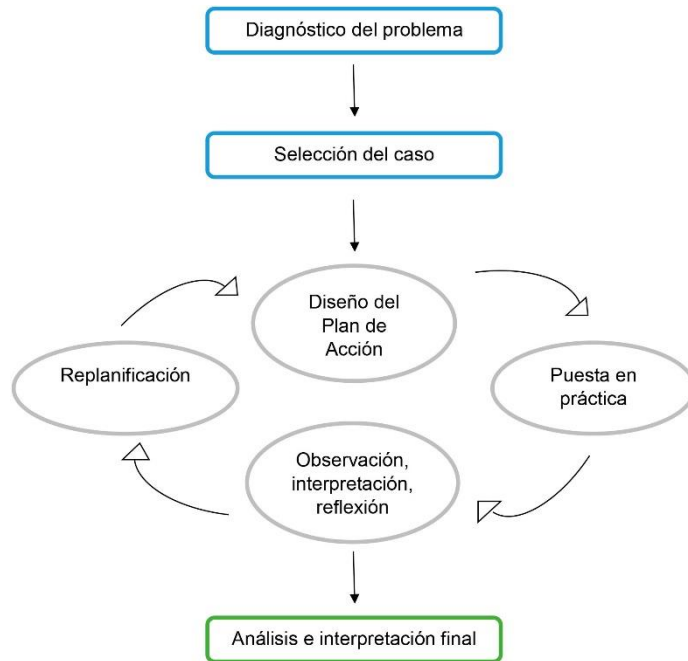 Diagnóstico del problema
Selección del caso
Diseño del
Plan de
Acción
Replanificación
Puesta en
práctica
Observación,
interpretación,
reflexión
Análisis e interpretación final